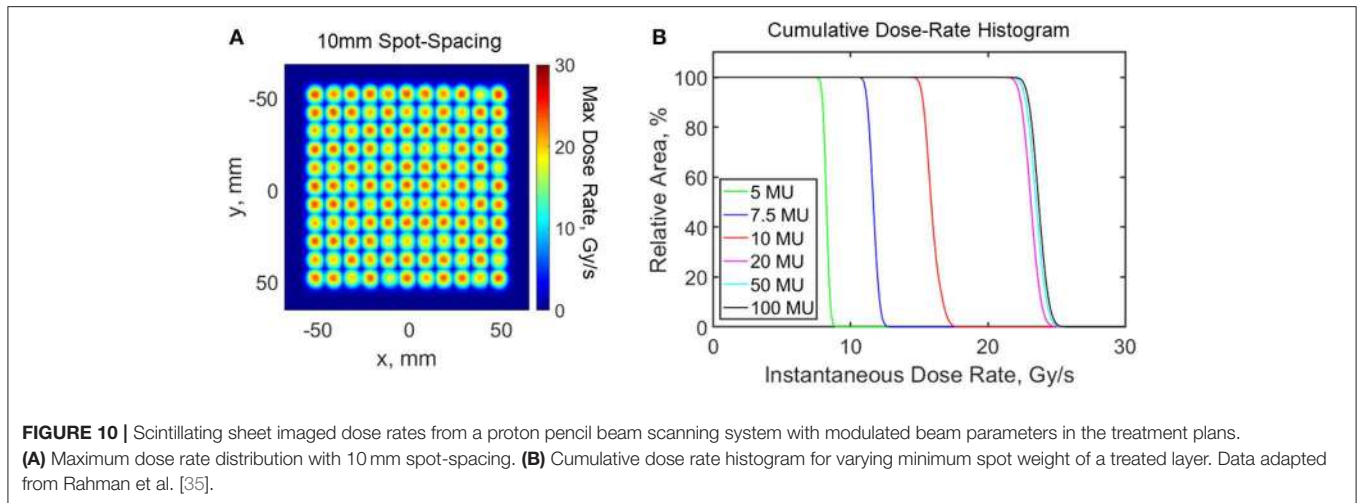 A
10mm Spot-Spacing
-50
0
50
y, mm
-50 0 50
x, mm
30
20
10
0
Max Dose Rate, Gy/s
B
Cumulative Dose-Rate Histogram
100
80
60
40
20
0
Relative Area, %
5 MU
7.5 MU
10 MU
20 MU
50 MU
100 MU
0 10 20 30
Instantaneous Dose Rate, Gy/s
FIGURE 10 | Scintillating sheet imaged dose rates from a proton pencil beam scanning system with modulated beam parameters in the treatment plans.
(A) Maximum dose rate distribution with 10 mm spot-spacing. (B) Cumulative dose rate histogram for varying minimum spot weight of a treated layer. Data adapted
from Rahman et al. [35].